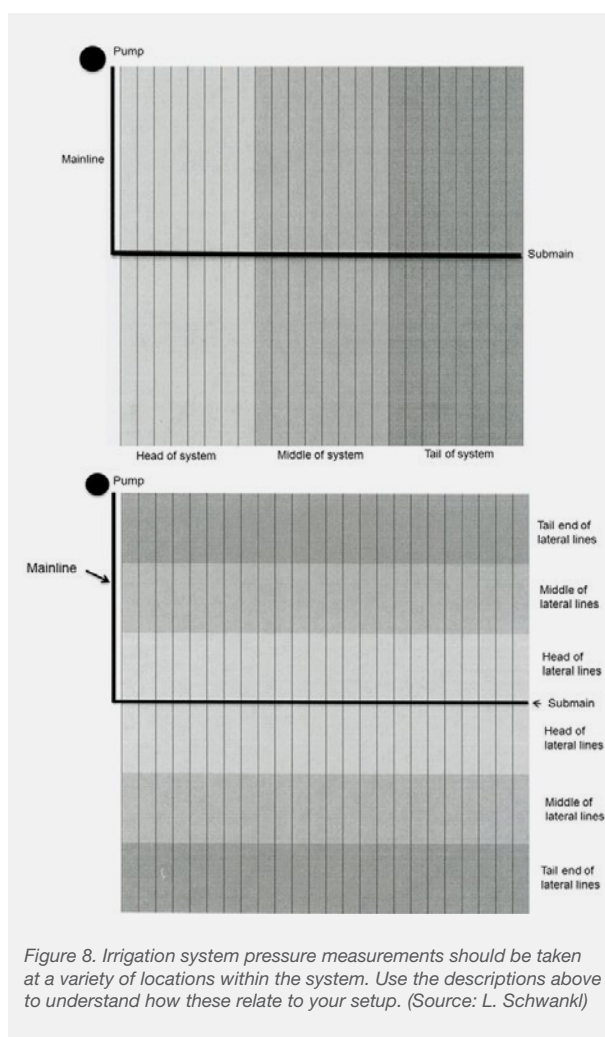 Pump
Mainline
Submain
Head of system Middle of system Tail of system
Pump
Tail end of
lateral lines
Mainline
Middle of
lateral lines
Head of
lateral lines
Submain
Head of
lateral lines
Middle of
lateral lines
Tail end of
lateral lines
Figure 8. Irrigation system pressure measurements should be taken
at a variety of locations within the system. Use the descriptions above
to understand how these relate to your setup. (Source: L. Schwankl)